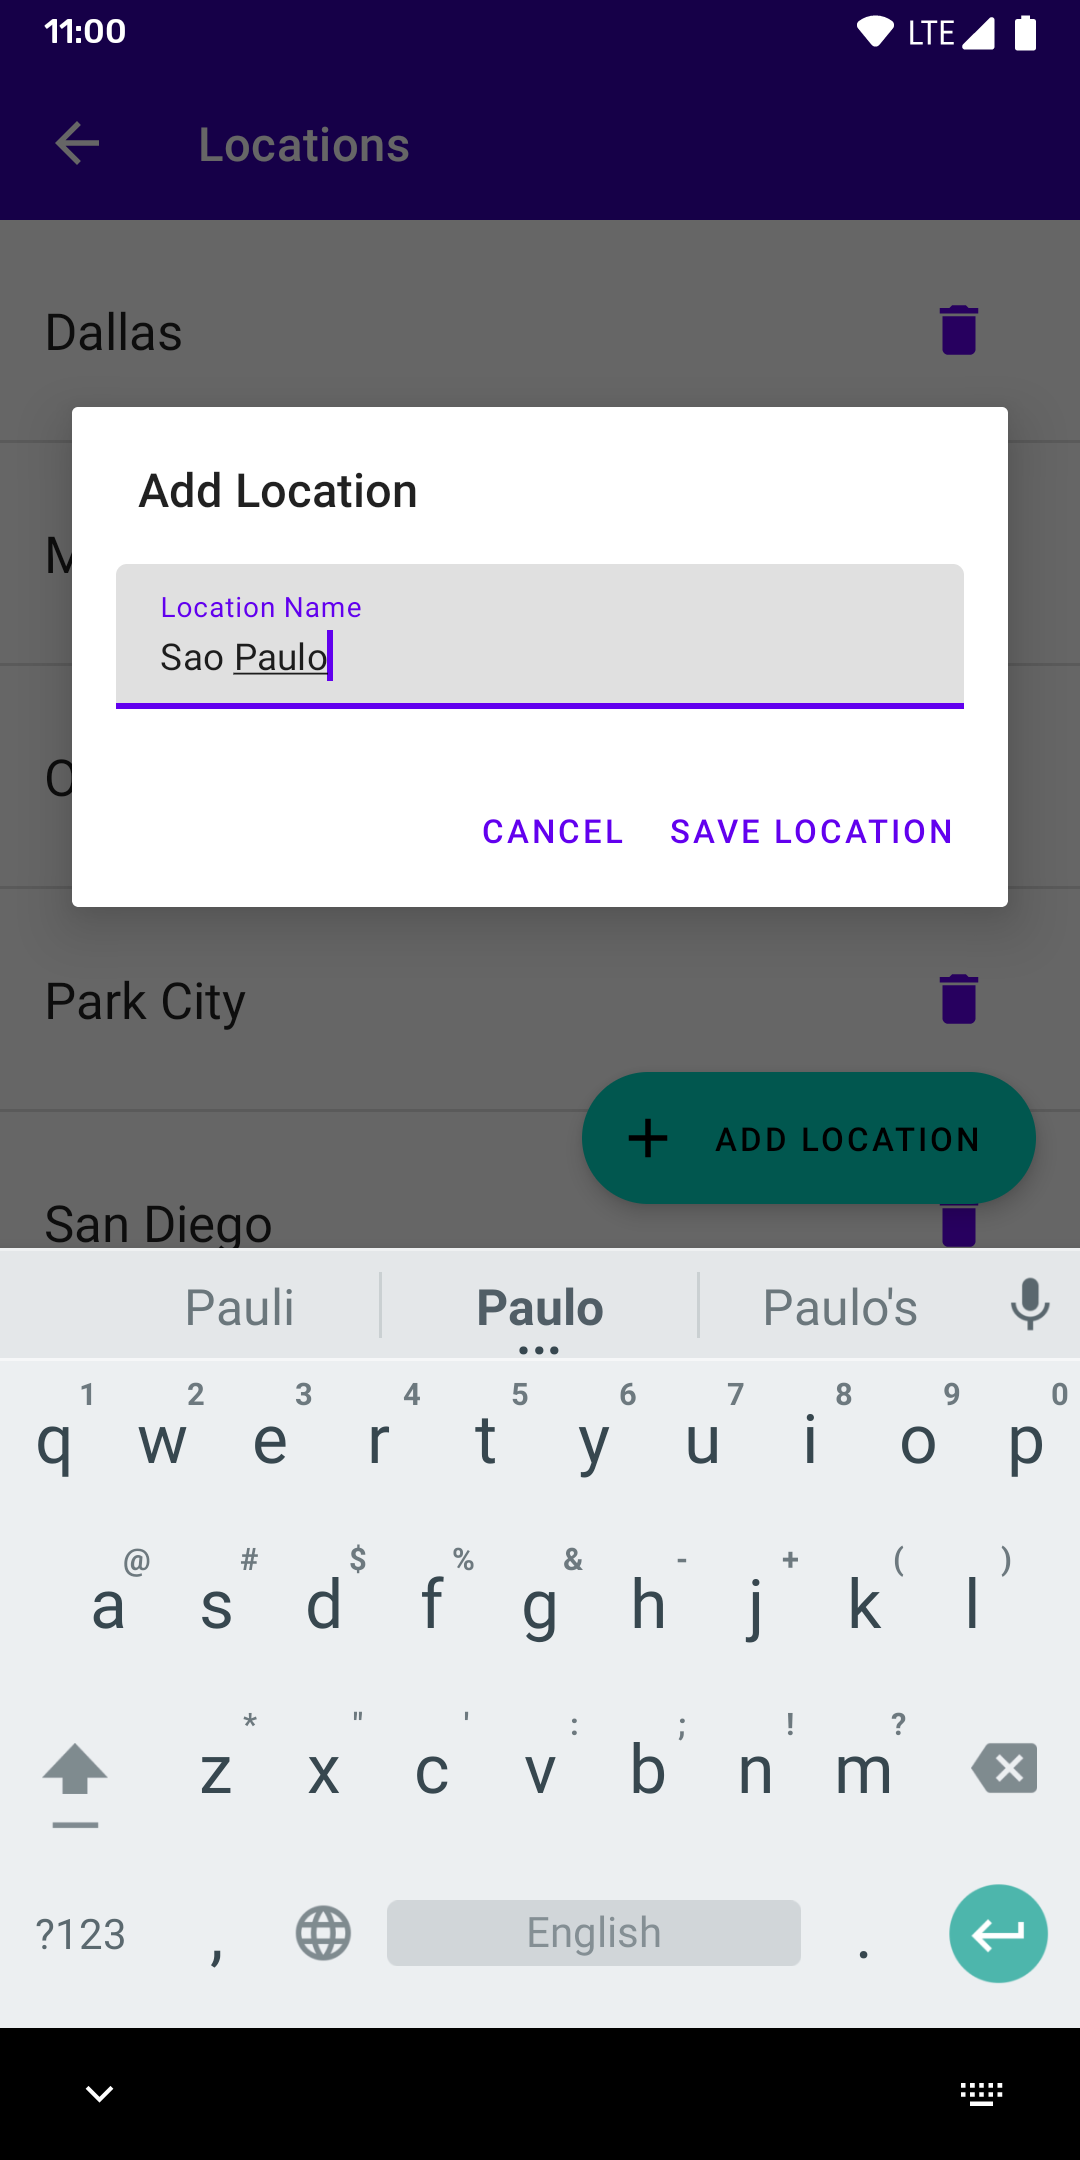 11:00 LTE
Locations
Dallas
Add Location
Location Name
Sao Paulo
CANCEL SAVE LOCATION
Park City
ADD LOCATION
San Diego
Pauli Paulo Paulo's
1 2 3 4 5 6 7 8 9 0
q w e r t y u i o p
@ # $ % & - + ( )
a s d f g h j k l
* " ' : ; ! ?
z x c v b n m
?123 , English .